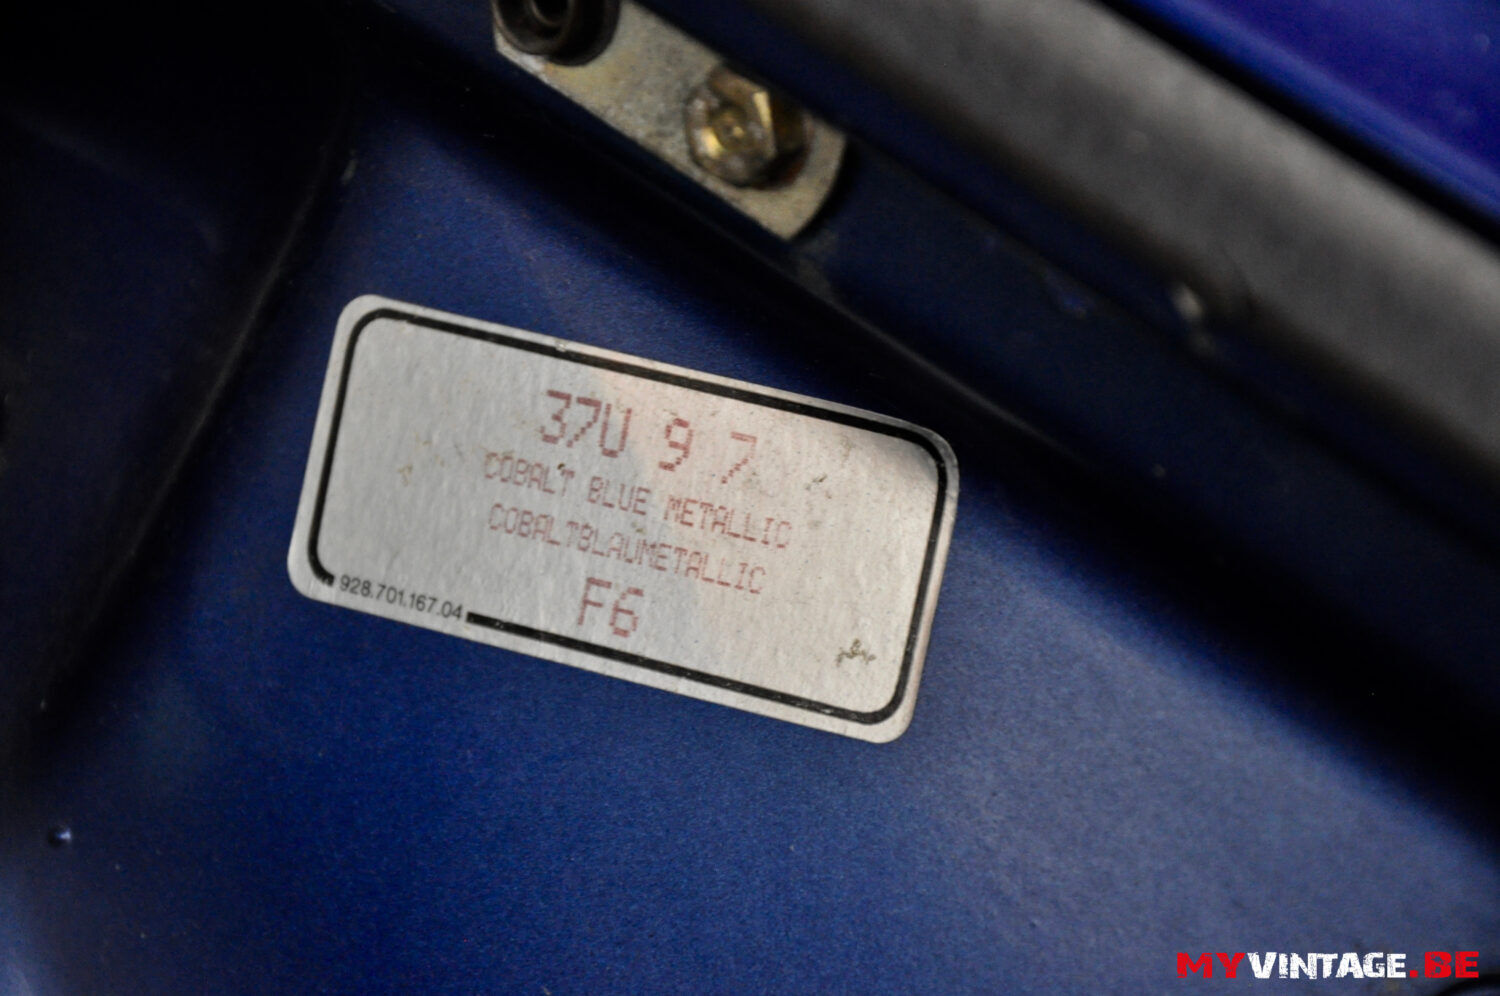 37U 9 7
COBALT BLUE METALLIC
COBALTBLAUMETALLIC
F6
928.701.167.04
MYVINTAGE.BE